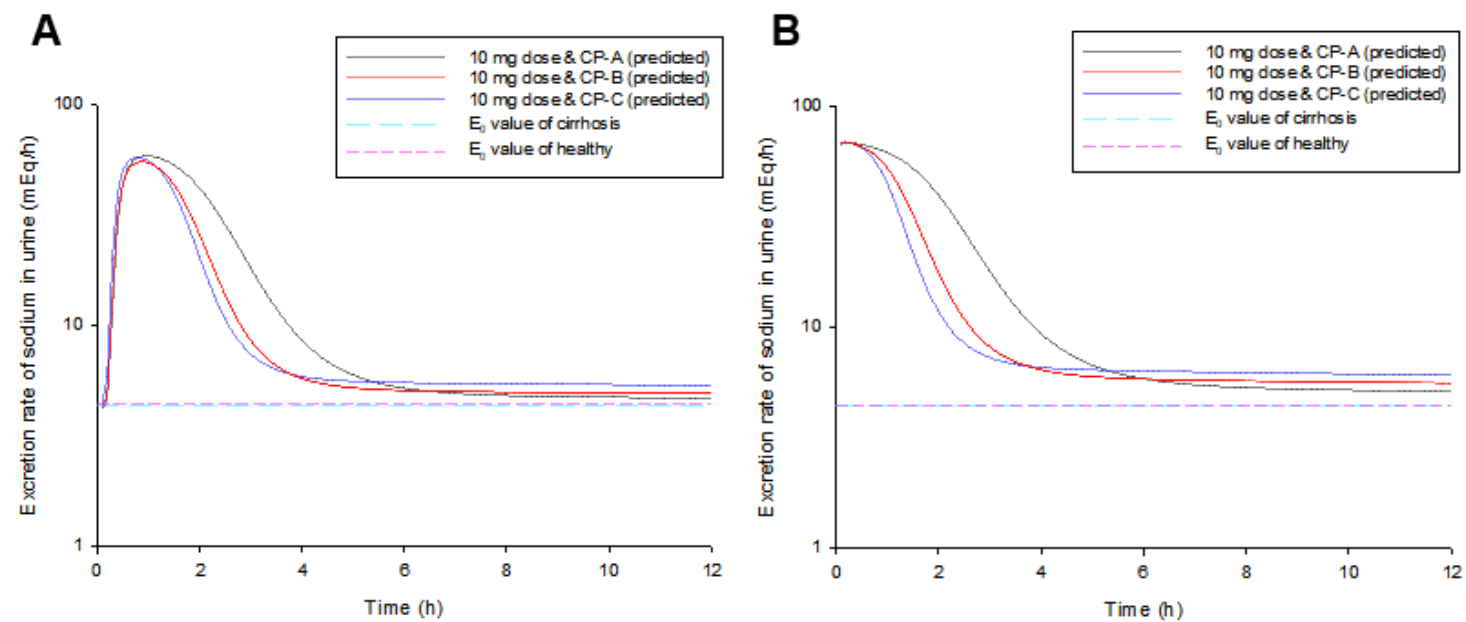 A
10 mg dose & CP-A (predicted)
10 mg dose & CP-B (predicted)
10 mg dose & CP-C (predicted)
E0 value of cirrhosis
E0 value of healthy
Excretion rate of sodium in urine (mEq/h)
100
10
1
0 2 4 6 8 10 12
Time (h)
B
10 mg dose & CP-A (predicted)
10 mg dose & CP-B (predicted)
10 mg dose & CP-C (predicted)
E0 value of cirrhosis
E0 value of healthy
Excretion rate of sodium in urine (mEq/h)
100
10
1
0 2 4 6 8 10 12
Time (h)